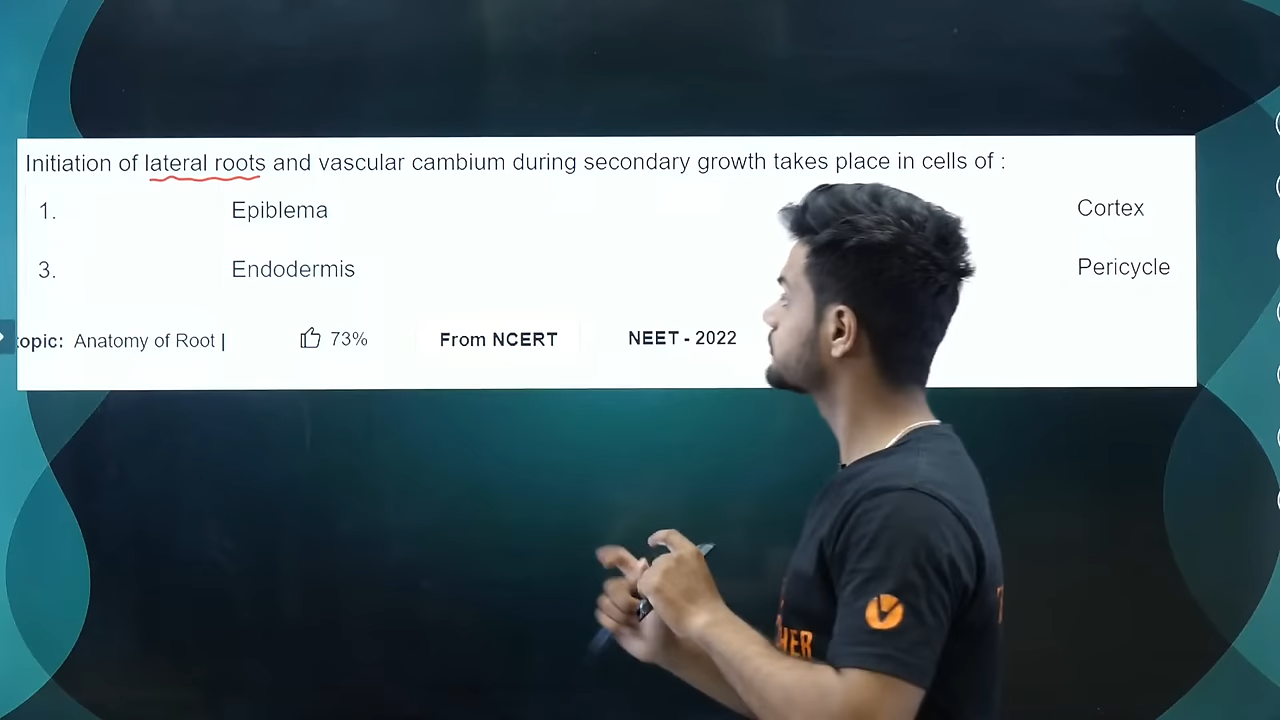 Initiation of lateral roots and vascular cambium during secondary growth takes place in cells of :
1. Epiblema Cortex
3. Endodermis Pericycle
opic: Anatomy of Root | 73% From NCERT NEET - 2022
HER